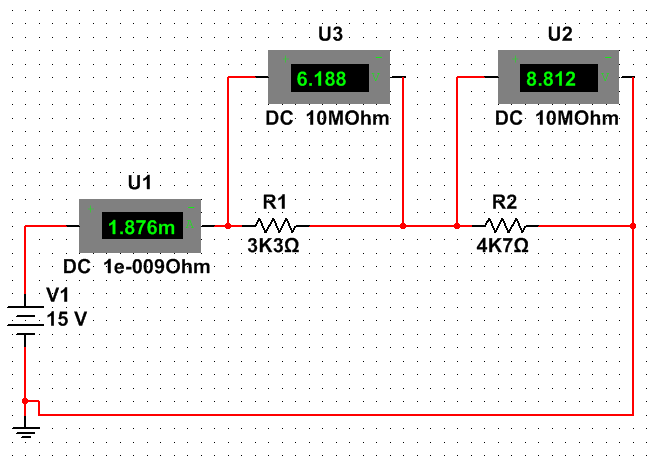 U3
U2
6.188 V
8.812 V
DC 10MOhm
DC 10MOhm
U1
R1
R2
1.876m A
3K3Ω
4K7Ω
DC 1e-009Ohm
V1
15 V